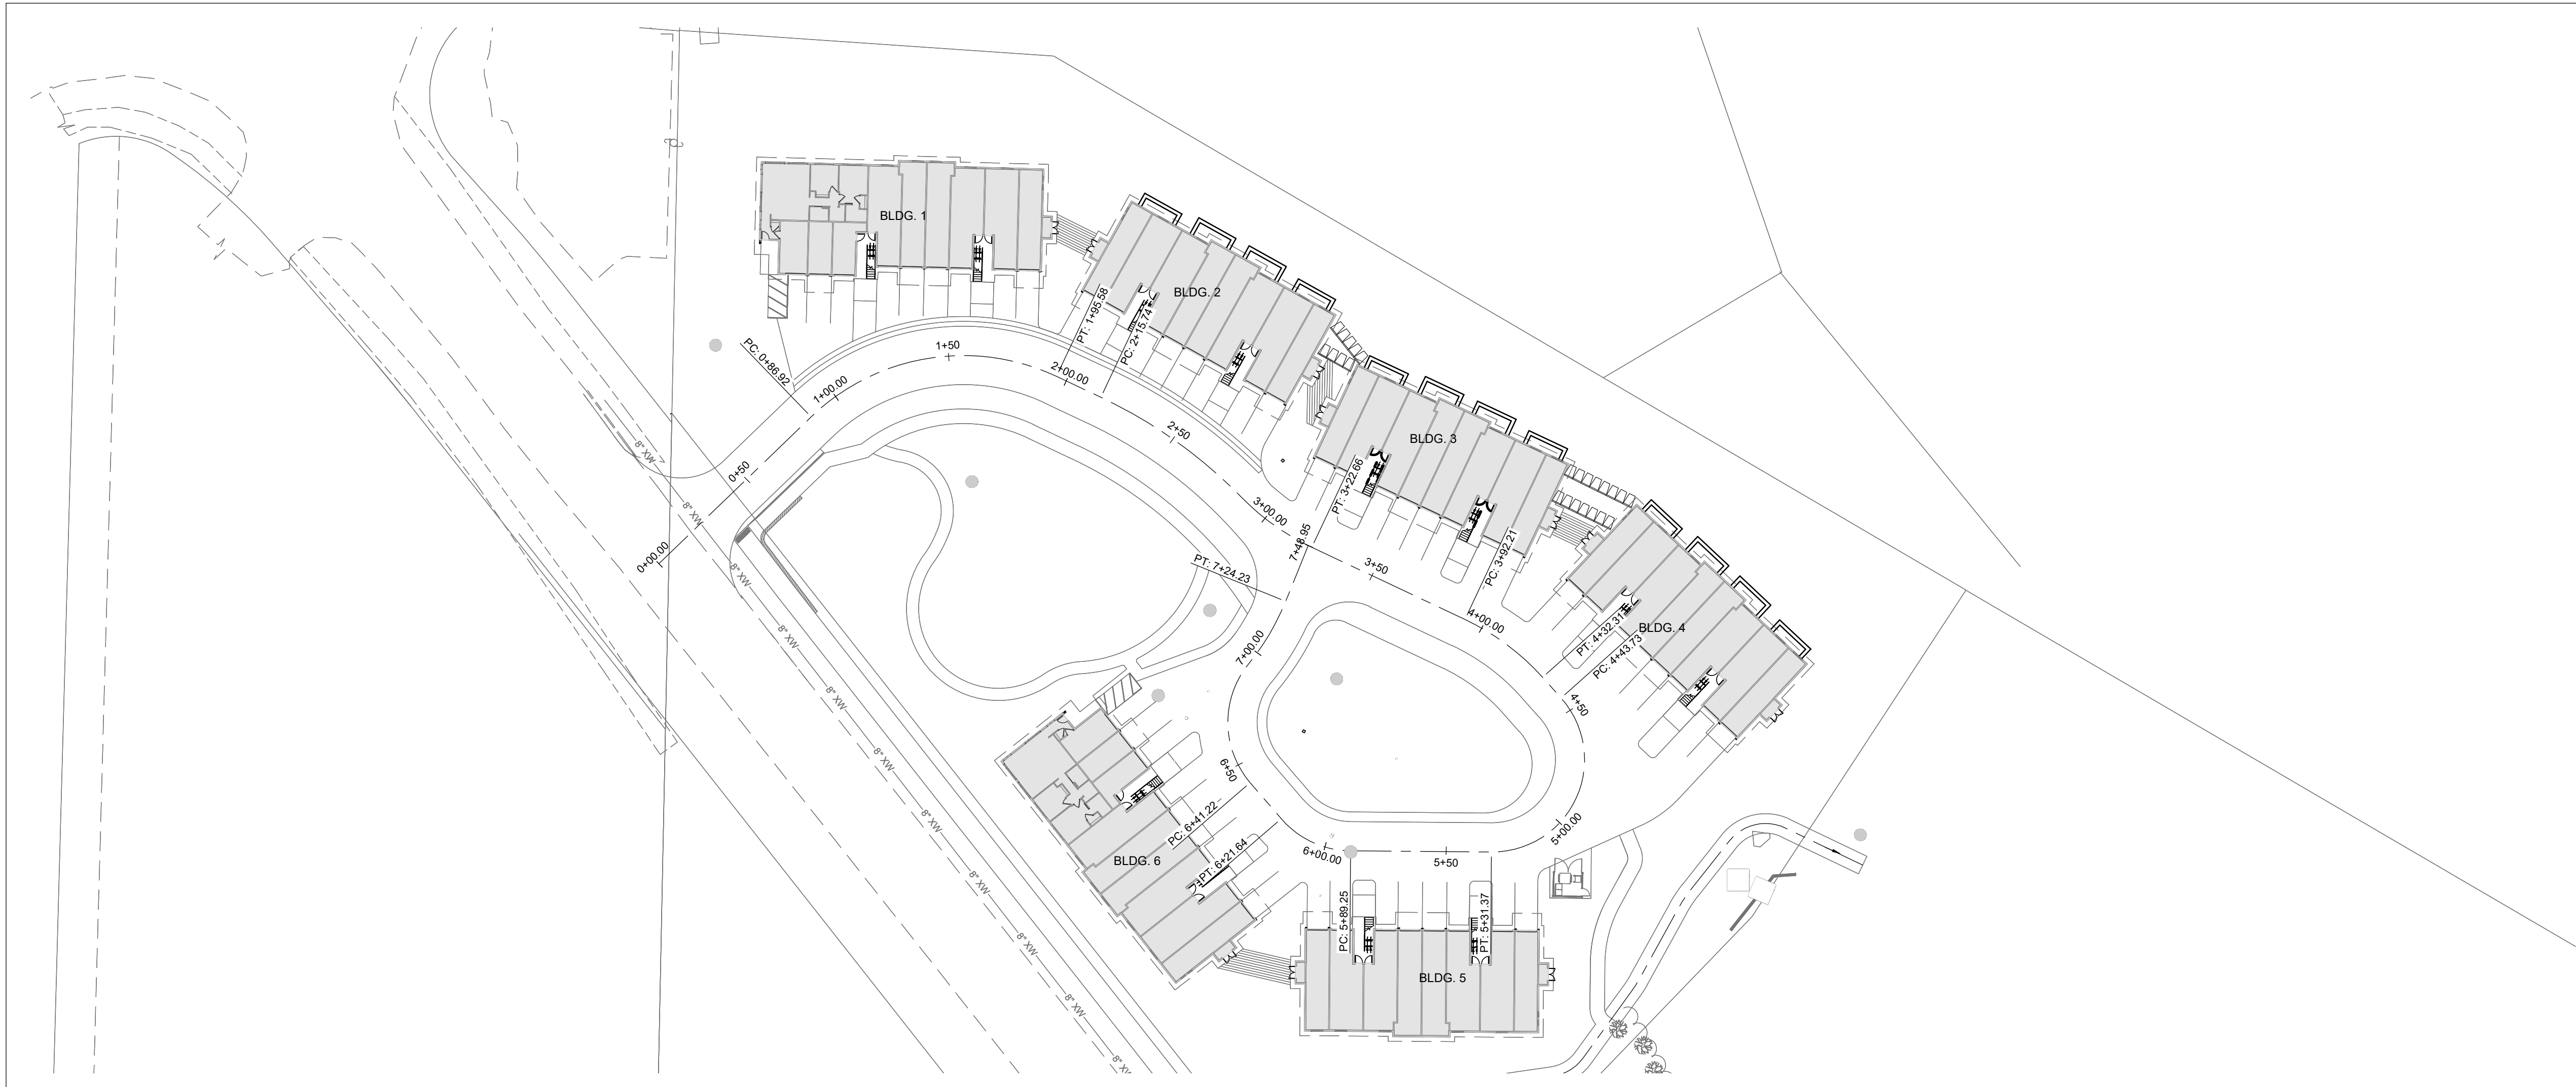 BLDG. 1
BLDG. 2
PT: 1+95.58
PC: 2+15.74
PC: 0+86.92
1+50
2+00.00
1+00.00
2+50
BLDG. 3
8" XW
0+50
PT: 3+22.66
3+00.00
8" XW
7+48.95
0+00.00
PT: 7+24.23
3+50
PC: 3+92.21
8" XW
4+00.00
BLDG. 4
PT: 4+32.31
PC: 4+43.73
8" XW
7+00.00
8" XW
4+50
8" XW
6+50
8" XW
PC: 6+41.22
5+00.00
6+00.00
5+50
BLDG. 6
PT: 6+21.64
8" XW
PC: 5+89.25
PT: 5+31.37
8" XW
BLDG. 5
8" XW
8" XW